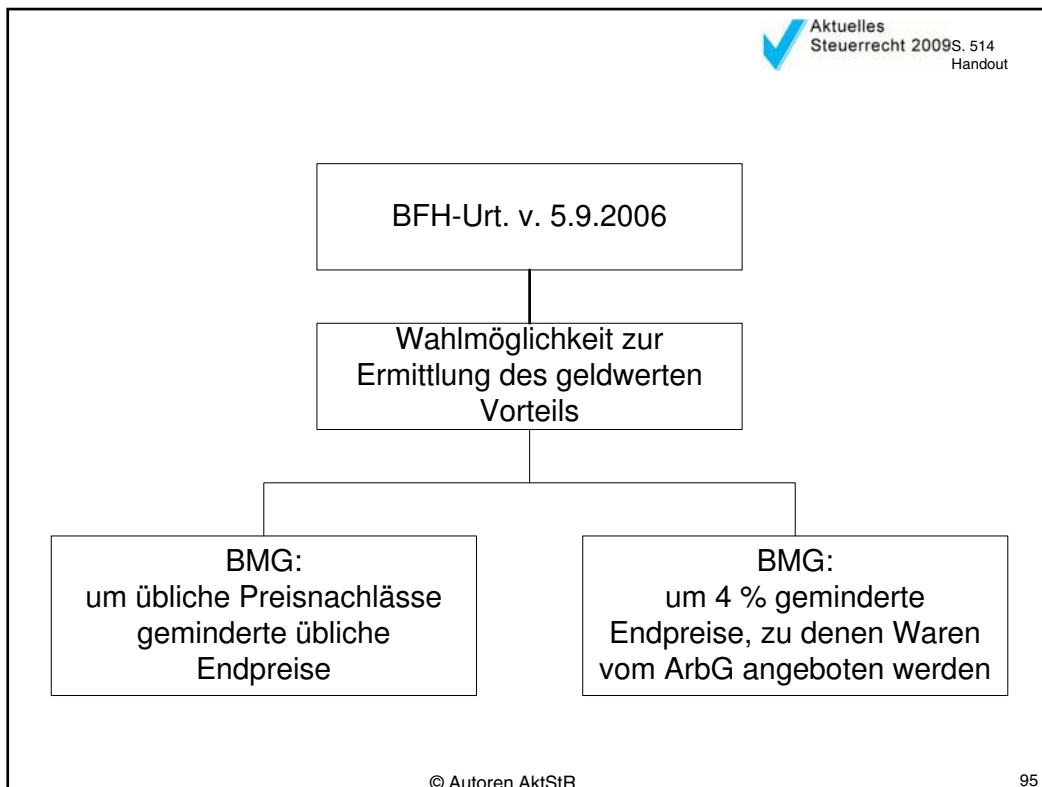 Aktuelles
Steuerrecht 2009S. 514
Handout
BFH-Urt. v. 5.9.2006
Wahlmöglichkeit zur
Ermittlung des geldwerten
Vorteils
BMG:
um übliche Preisnachlässe
geminderte übliche
Endpreise
BMG:
um 4 % geminderte
Endpreise, zu denen Waren
vom ArbG angeboten werden
© Autoren AktStR
95